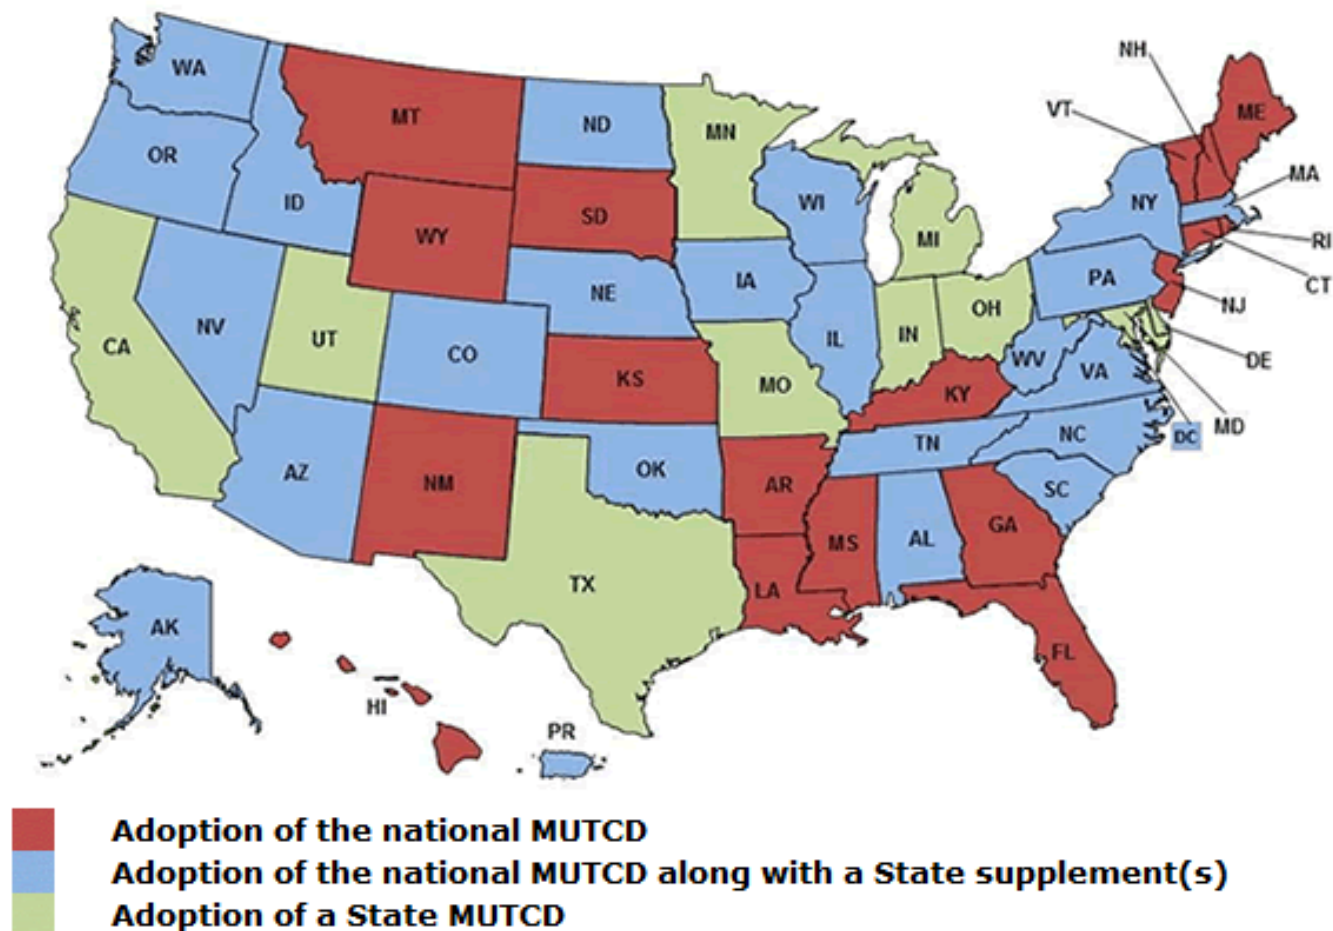 NH
WA
VT
ME
MT
ND
MN
OR
MA
ID
WI
NY
SD
WY
MI
RI
IA
PA
CT
NE
NJ
OH
NV
UT
IN
IL
CA
CO
WV
DE
VA
KS
MO
KY
MD
NC
DC
TN
AZ
OK
NM
AR
SC
GA
MS
AL
TX
LA
AK
FL
HI
PR
Adoption of the national MUTCD
Adoption of the national MUTCD along with a State supplement(s)
Adoption of a State MUTCD